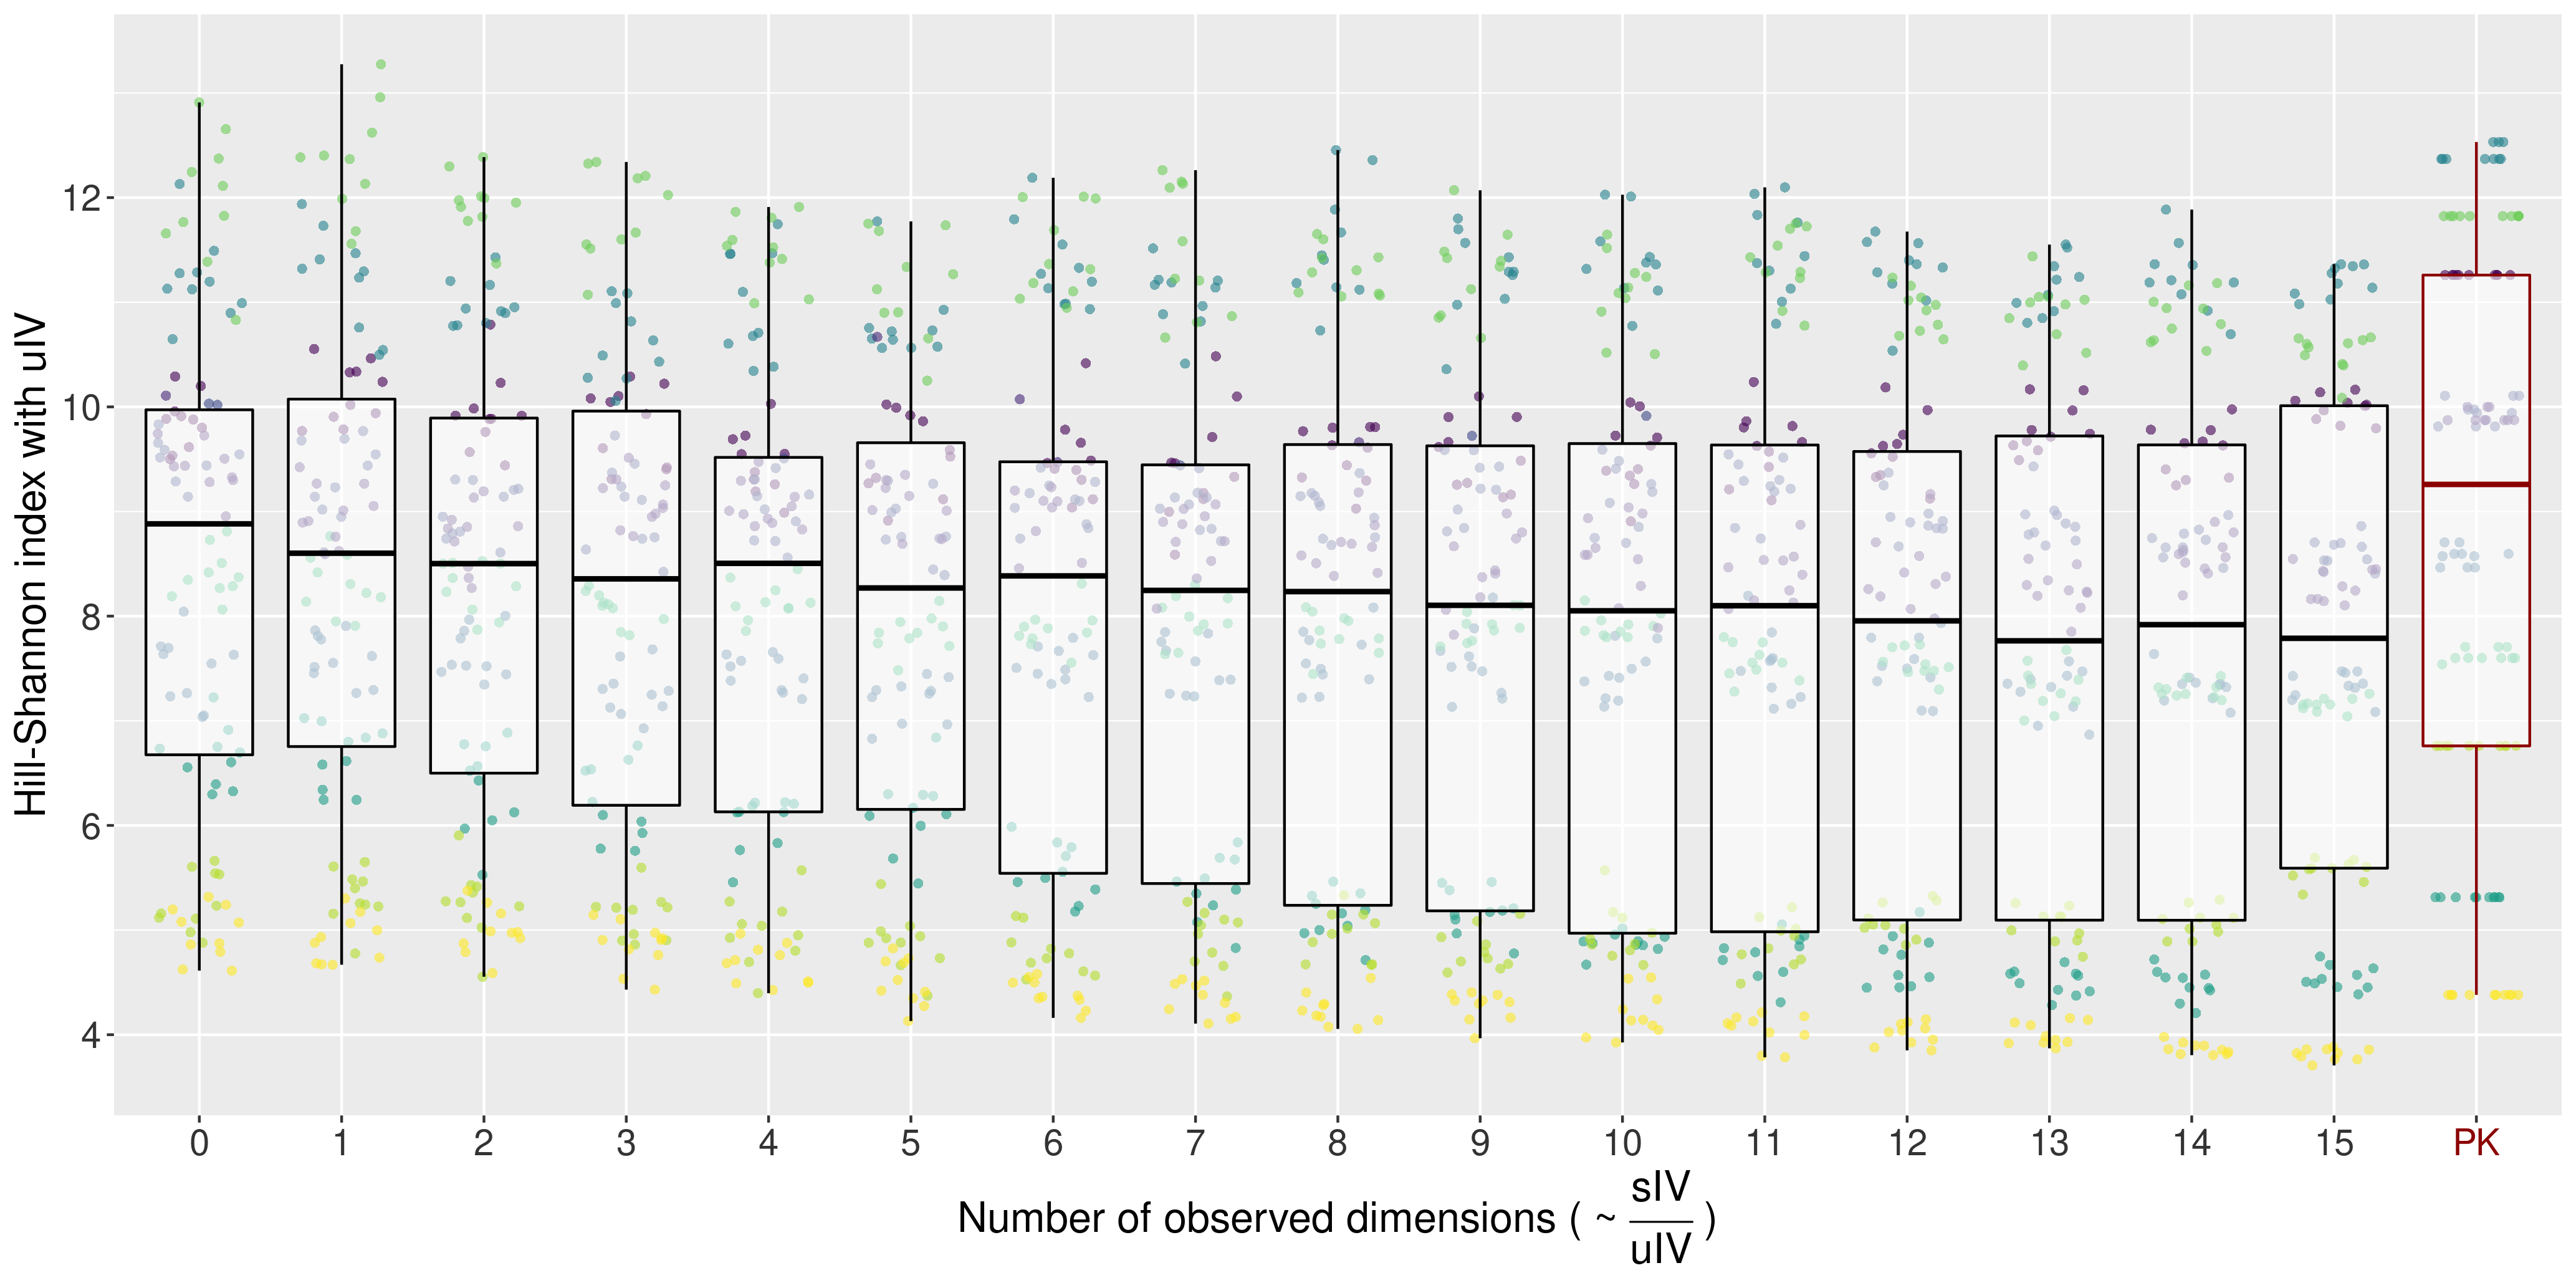 Hill-Shannon index with uIV
12
10
8
6
4
0 1 2 3 4 5 6 7 8 9 10 11 12 13 14 15 PK
sIV
Number of observed dimensions ( ~ )
uIV